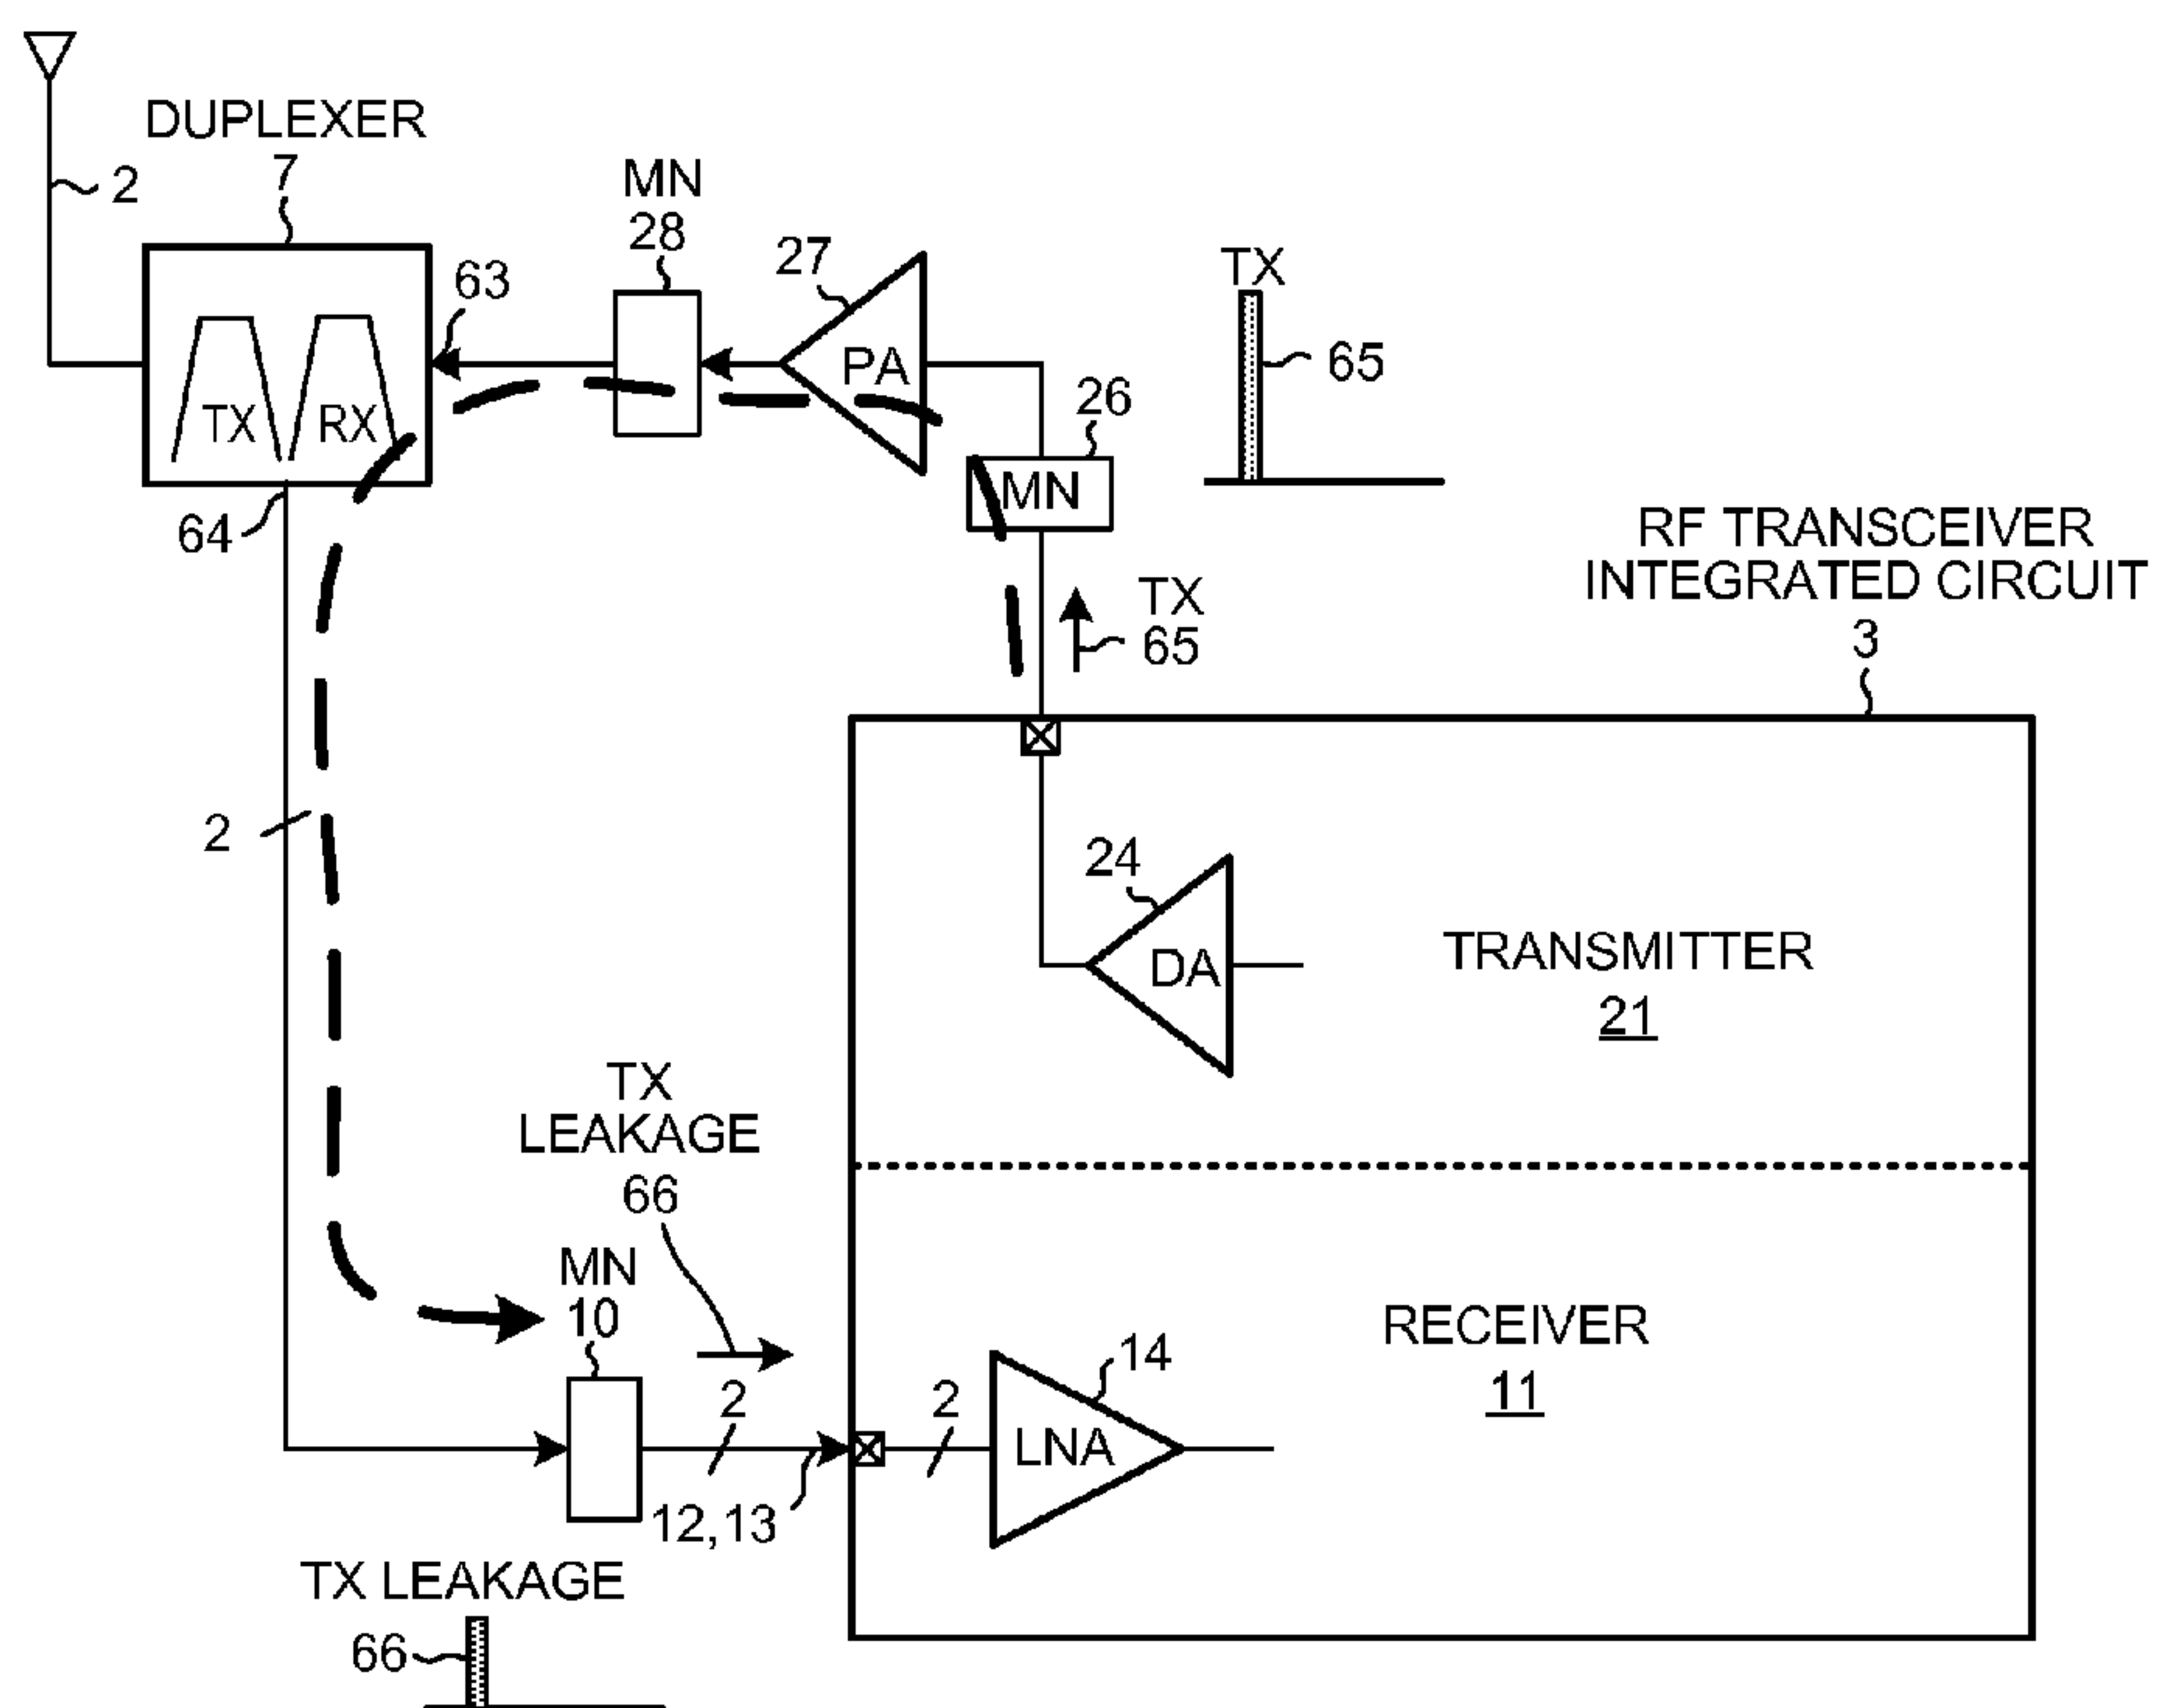 DUPLEXER
7
2
MN
28
27
63
TX
65
PA
26
TX
RX
MN
64
RF TRANSCEIVER
INTEGRATED CIRCUIT
3
TX
65
2
24
DA
TRANSMITTER
21
TX
LEAKAGE
66
MN
10
RECEIVER
11
14
2
2
LNA
12,13
TX LEAKAGE
66